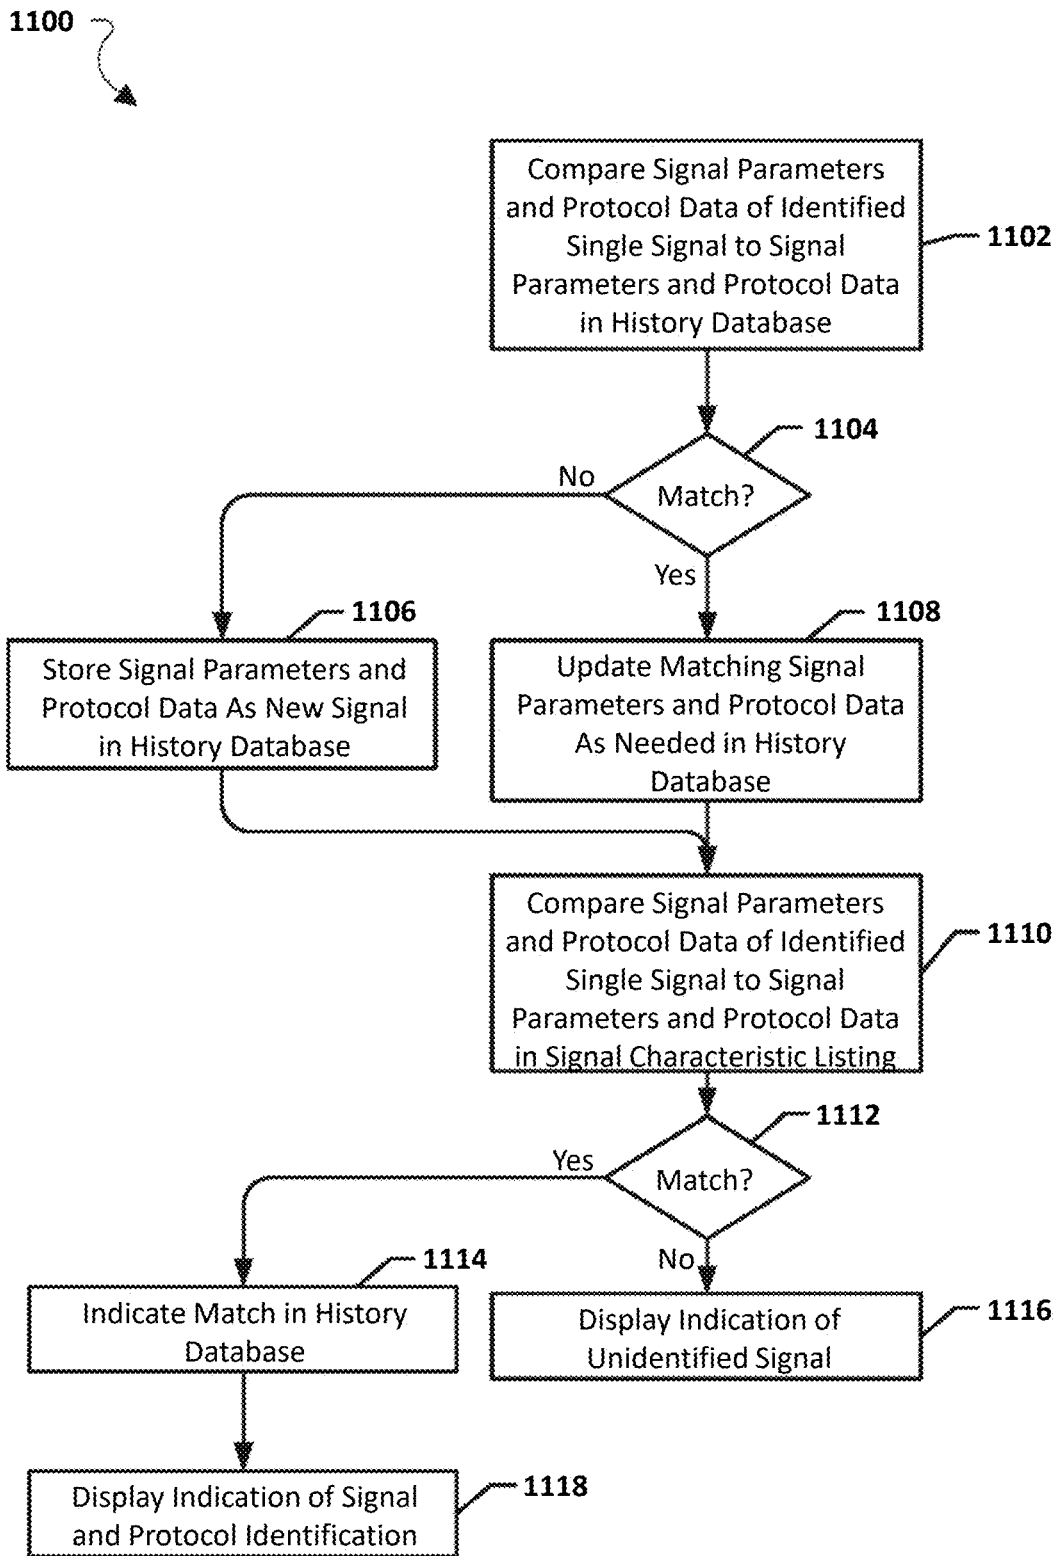 1100
Compare Signal Parameters
and Protocol Data of Identified
Single Signal to Signal
Parameters and Protocol Data
in History Database
1102
1104
Match?
No
Yes
1106
Store Signal Parameters and
Protocol Data As New Signal
in History Database
1108
Update Matching Signal
Parameters and Protocol Data
As Needed in History
Database
Compare Signal Parameters
and Protocol Data of Identified
Single Signal to Signal
Parameters and Protocol Data
in Signal Characteristic Listing
1110
1112
Match?
Yes
No
1114
Indicate Match in History
Database
Display Indication of
Unidentified Signal
1116
Display Indication of Signal
and Protocol Identification
1118